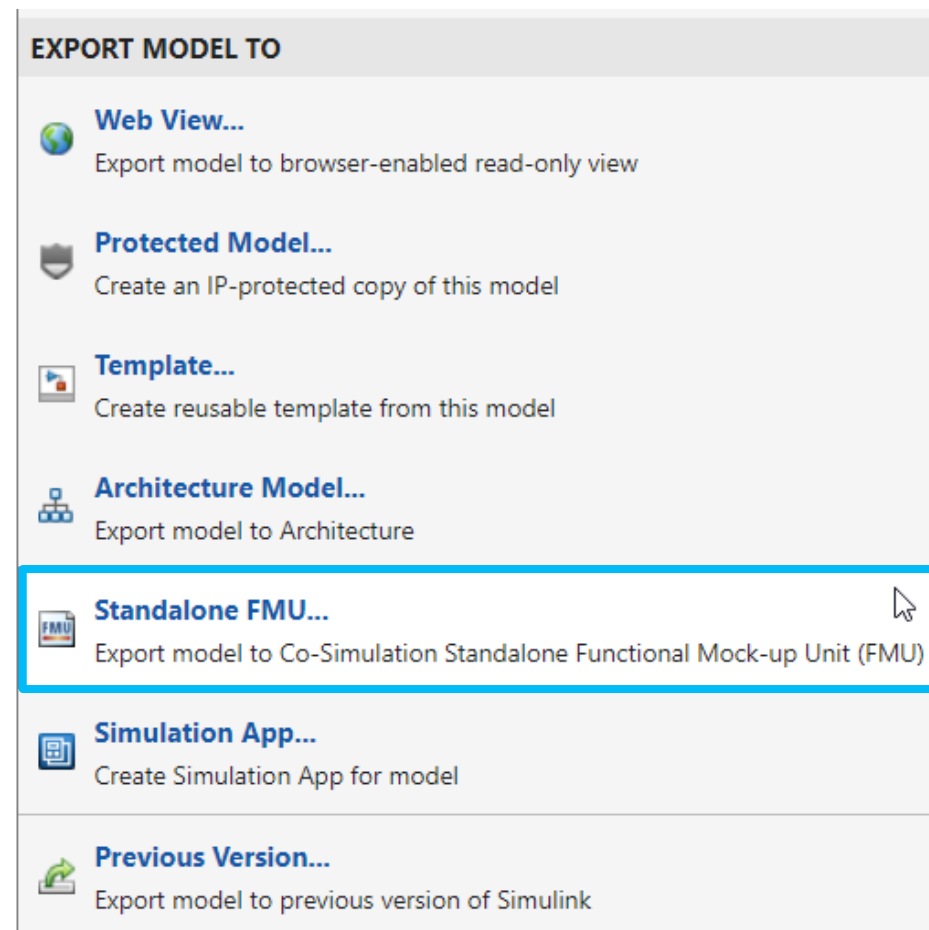 EXPORT MODEL TO
Web View...
Export model to browser-enabled read-only view
Protected Model...
Create an IP-protected copy of this model
Template...
Create reusable template from this model
Architecture Model...
Export model to Architecture
FMU
Standalone FMU...
Export model to Co-Simulation Standalone Functional Mock-up Unit (FMU)
Simulation App...
Create Simulation App for model
Previous Version...
Export model to previous version of Simulink